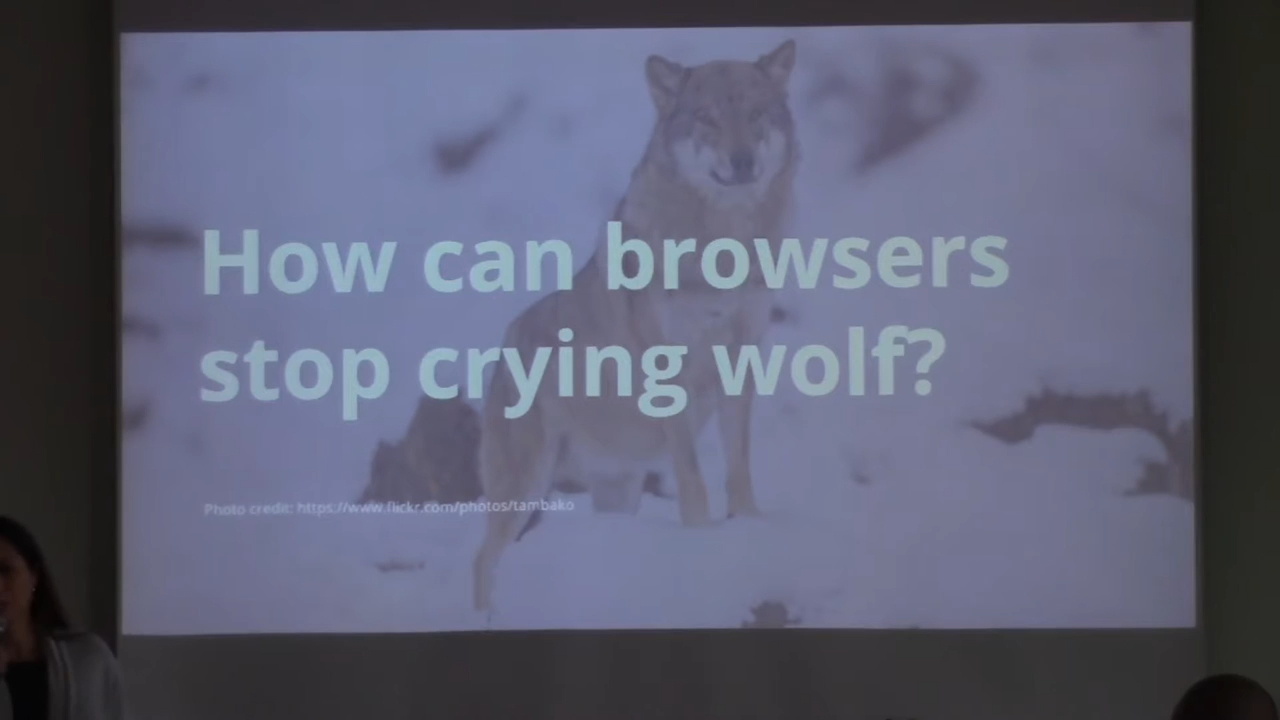 How can browsers
stop crying wolf?
Photo credit: https://www.flickr.com/photos/tambako